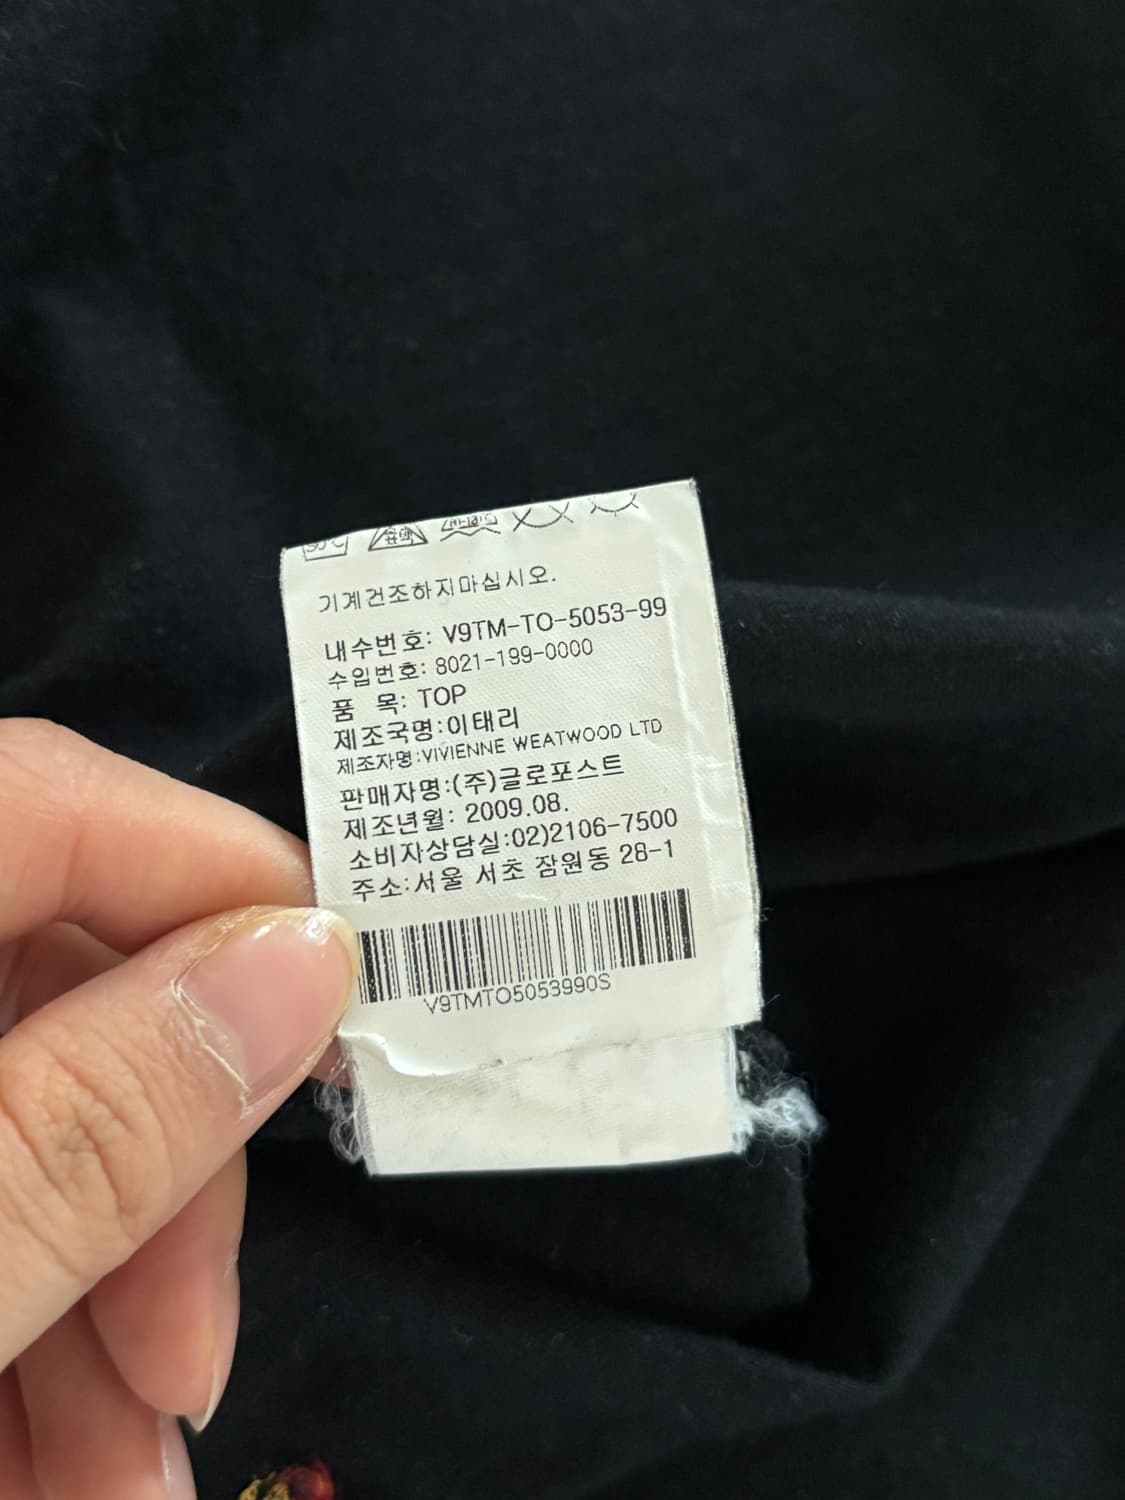 30℃
표백
기계건조하지마십시오.
내수번호: V9TM-TO-5053-99
수입번호: 8021-199-0000
품 목: TOP
제조국명:이태리
제조자명:VIVIENNE WEATWOOD LTD
판매자명:(주)글로포스트
제조년월: 2009.08.
소비자상담실:02)2106-7500
주소:서울 서초 잠원동 28-1
V9TMTO5053990S